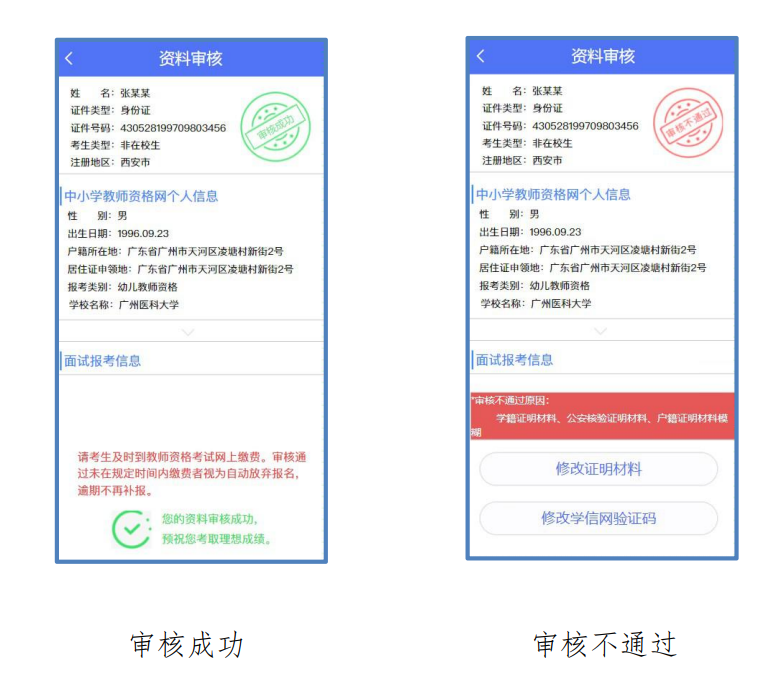 资料审核
姓 名：张某某
证件类型：身份证
证件号码：430528199709803456
考生类型：非在校生
注册地区：西安市
审核成功
中小学教师资格网个人信息
性 别：男
出生日期：1996.09.23
户籍所在地：广东省广州市天河区凌塘村新街2号
居住证申领地：广东省广州市天河区凌塘村新街2号
报考类别：幼儿教师资格
学校名称：广州医科大学
面试报考信息
请考生及时到教师资格考试网上缴费。审核通
过未在规定时间内缴费者视为自动放弃报名，
逾期不再补报。
您的资料审核成功，
预祝您考取理想成绩。
审核成功
资料审核
姓 名：张某某
证件类型：身份证
证件号码：430528199709803456
考生类型：非在校生
注册地区：西安市
审核不通过
中小学教师资格网个人信息
性 别：男
出生日期：1996.09.23
户籍所在地：广东省广州市天河区凌塘村新街2号
居住证申领地：广东省广州市天河区凌塘村新街2号
报考类别：幼儿教师资格
学校名称：广州医科大学
面试报考信息
*审核不通过原因：
学籍证明材料、公安核验证明材料、户籍证明材料模
糊
修改证明材料
修改学信网验证码
审核不通过